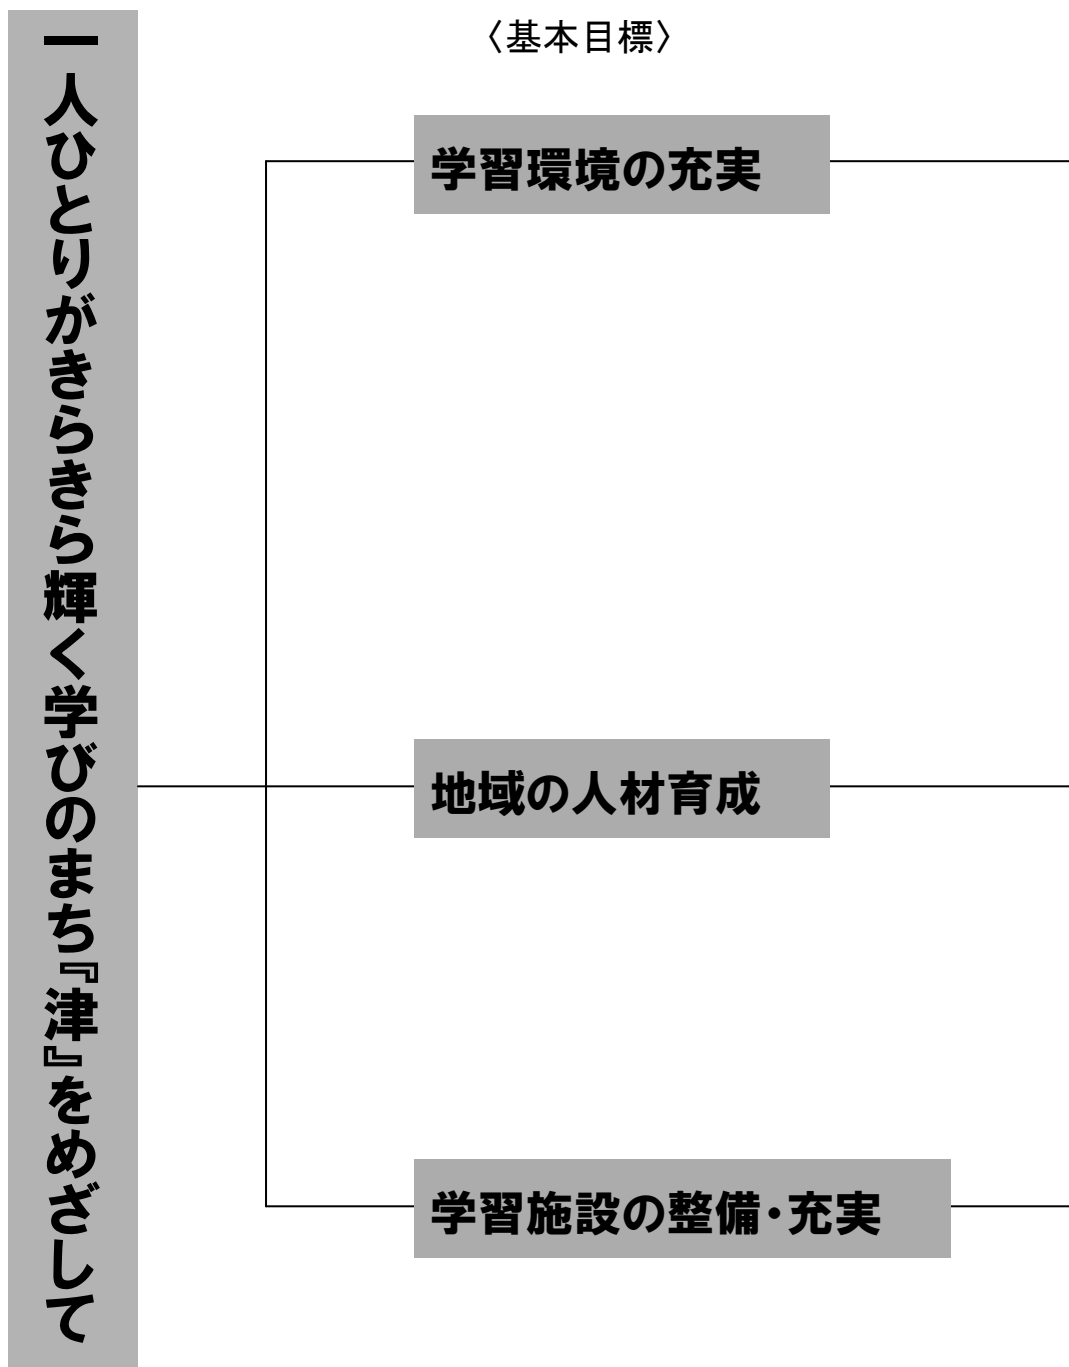 一人ひとりがきらきら輝く学びのまち『津』をめざして
〈基本目標〉
学習環境の充実
地域の人材育成
学習施設の整備・充実